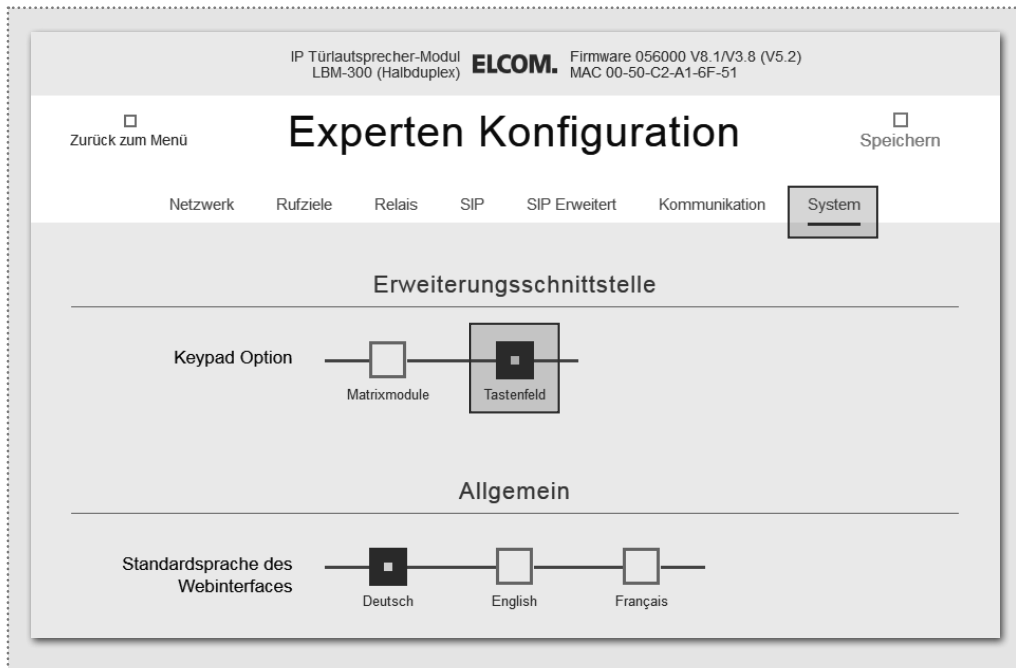 IP Türlautsprecher-Modul
LBM-300 (Halbduplex)
ELCOM.
Firmware 056000 V8.1/V3.8 (V5.2)
MAC 00-50-C2-A1-6F-51
Zurück zum Menü
Experten Konfiguration
Speichern
Netzwerk Rufziele Relais SIP SIP Erweitert Kommunikation System
Erweiterungsschnittstelle
Keypad Option
Matrixmodule Tastenfeld
Allgemein
Standardsprache des
Webinterfaces
Deutsch English Français